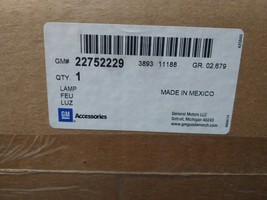 GM# 22752229 3893 11188 GR. 02.679
QTY. 1
LAMP
FEU
LUZ
MADE IN MEXICO
GM Accessories
General Motors LLC
Detroit, Michigan 48265